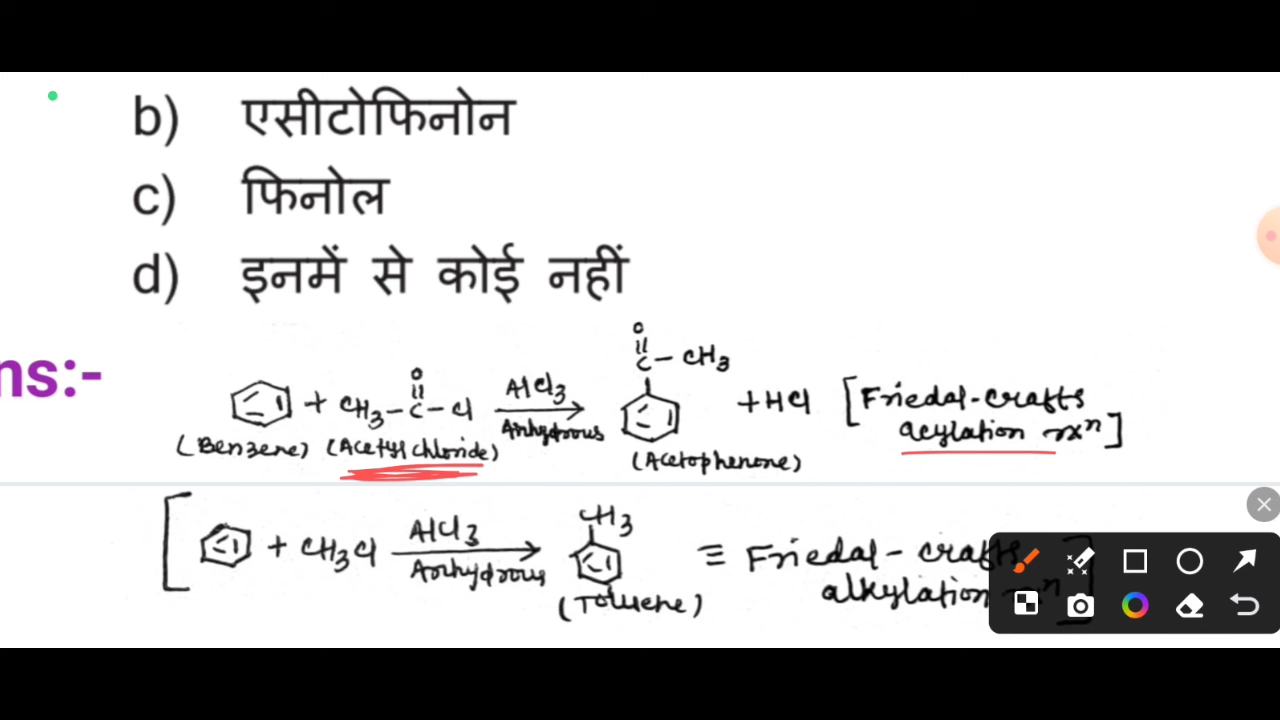 b) एसीटोफिनोन
c) फिनोल
d) इनमें से कोई नहीं
ns:-
O
|| C - CH3
+ CH3 - C - Cl AlCl3 Anhydrous + HCl [Friedal-crafts
O ||
acylation rxn]
(Benzene) (Acetyl chloride) (Acetophenone)
CH3
[ + CH3Cl AlCl3 Anhydrous ≡ Friedal-crafts
alkylation
(Toluene)